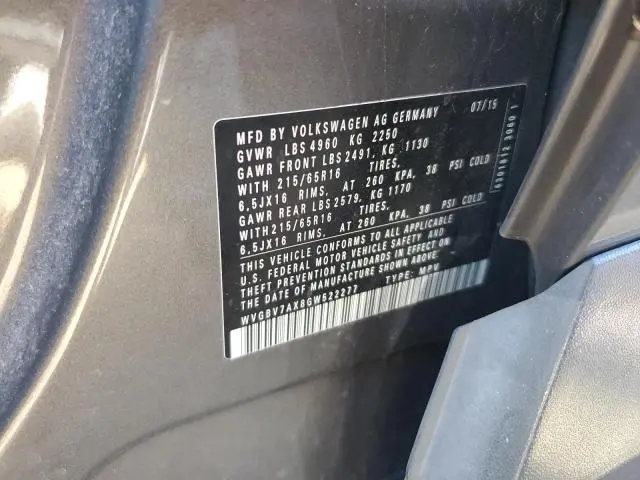 MFD BY VOLKSWAGEN AG GERMANY 07/15
GVWR LBS 4960 KG 2250
GAWR FRONT LBS 2491, KG 1130
WITH 215/65R16 TIRES.
6.5JX16 RIMS. AT 260 KPA, 38 PSI COLD
GAWR REAR LBS 2579, KG 1170
WITH 215/65R16 TIRES.
6.5JX16 RIMS. AT 260 KPA, 38 PSI COLD
THIS VEHICLE CONFORMS TO ALL APPLICABLE
U.S. FEDERAL MOTOR VEHICLE SAFETY AND
THEFT PREVENTION STANDARDS IN EFFECT ON
DATE OF MANUFACTURE
WVGBV7AX8GW522277 TYPE: MPV
6301612 3060 1